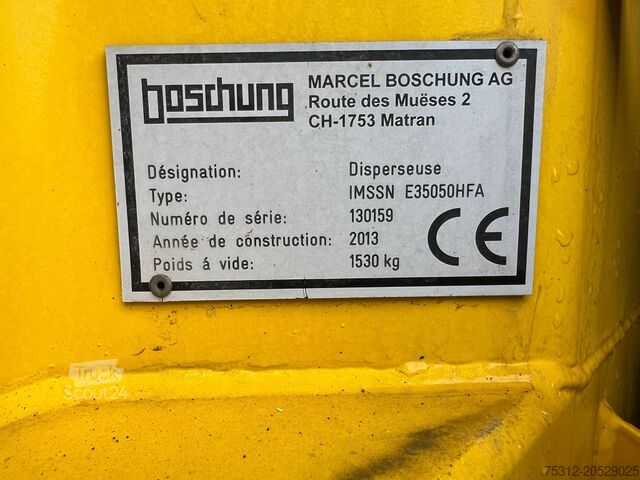 boschung
MARCEL BOSCHUNG AG
Route des Muëses 2
CH-1753 Matran
Désignation: Disperseuse
Type: IMSSN E35050HFA
Numéro de série: 130159
Année de construction: 2013
Poids á vide: 1530 kg
CE
Truck
Scout24
75312-20529025